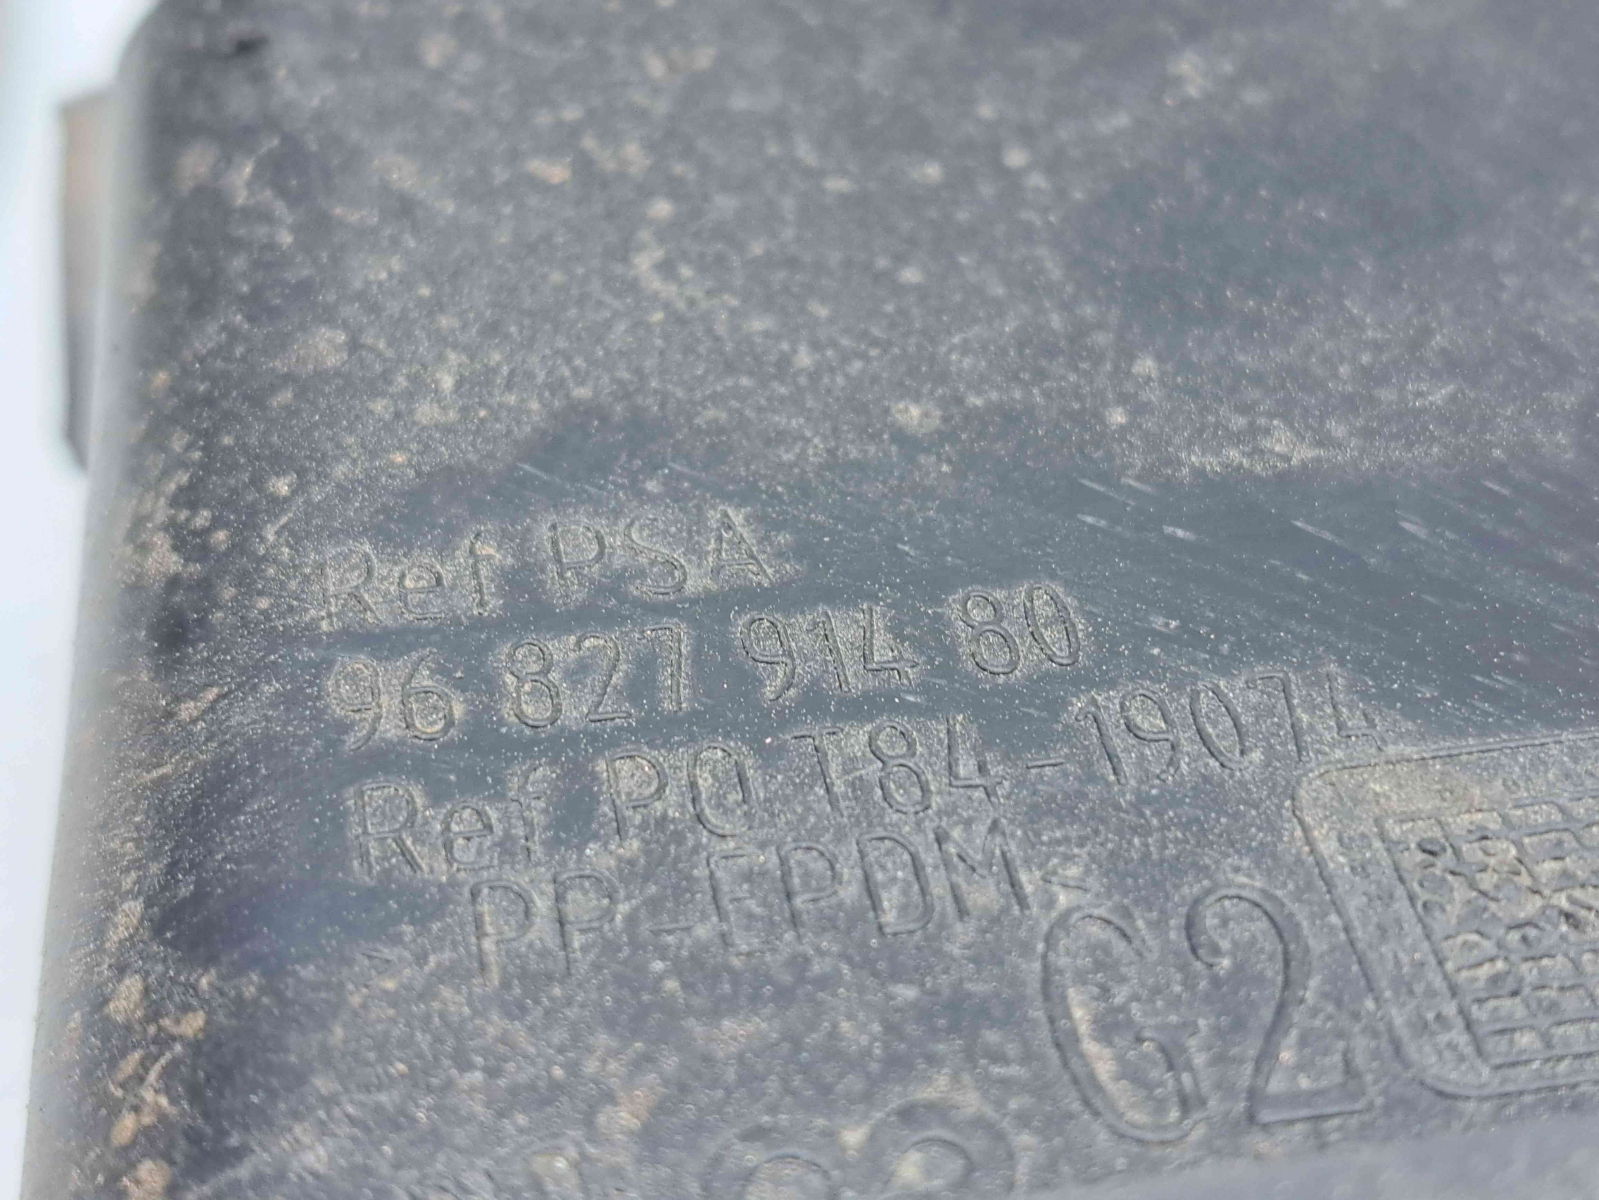 Ref PSA
96 827 914 80
Ref PO T84-19074
> PP-EPDM <
G2